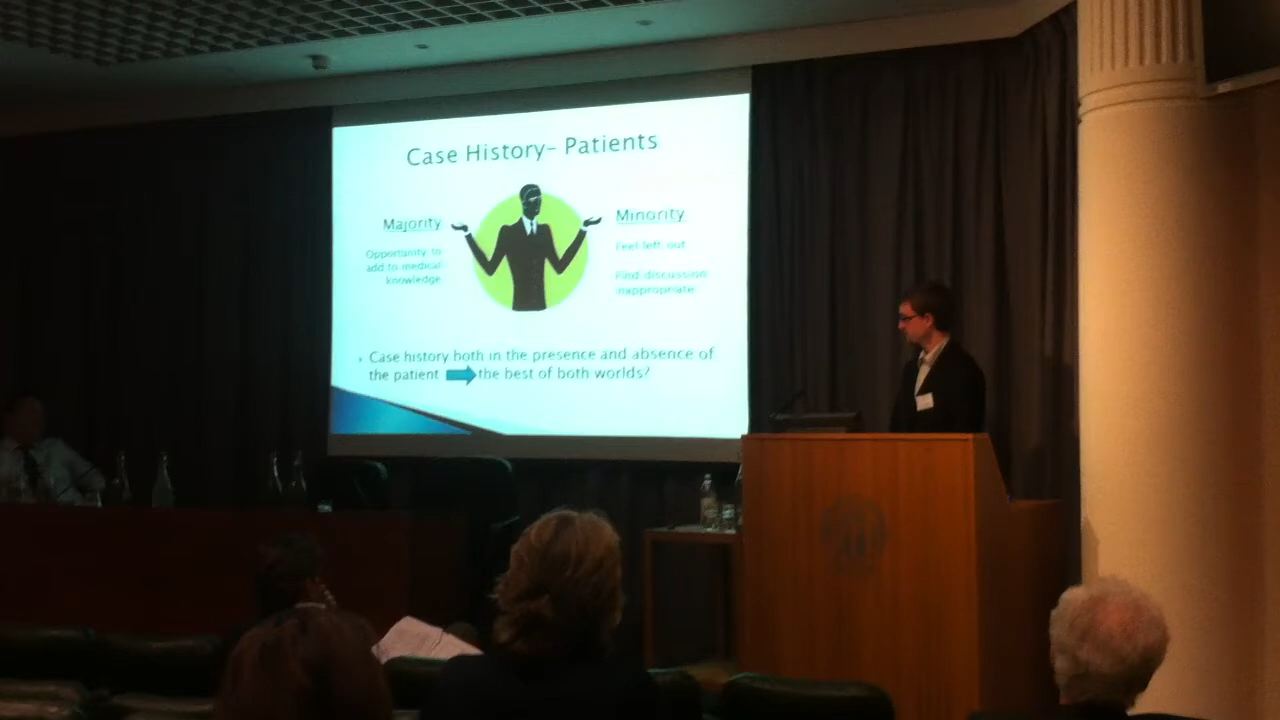 Case History– Patients
Majority
Opportunity to
add to medical
knowledge
Minority
Feel left out
Find discussion
inappropriate
Case history both in the presence and absence of
the patient the best of both worlds?